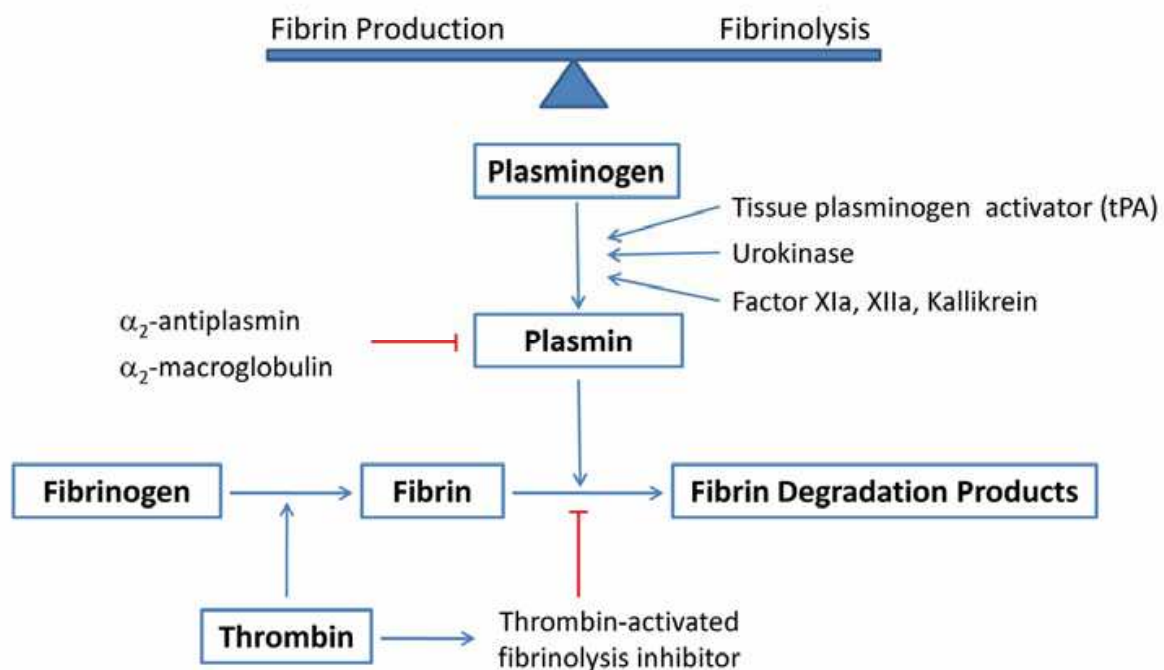 Fibrin Production
Fibrinolysis
Plasminogen
Tissue plasminogen activator (tPA)
Urokinase
Factor XIa, XIIa, Kallikrein
α₂-antiplasmin
α₂-macroglobulin
Plasmin
Fibrinogen
Fibrin
Fibrin Degradation Products
Thrombin
Thrombin-activated
fibrinolysis inhibitor